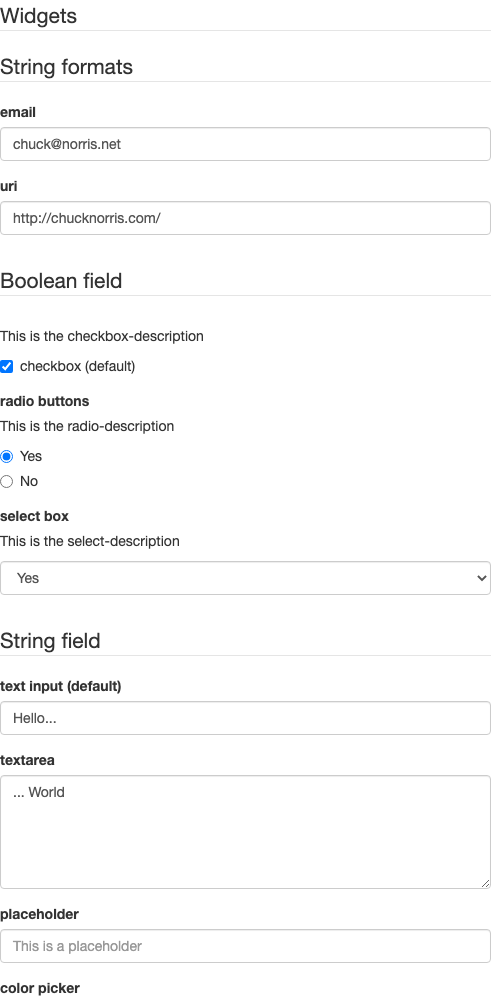 Widgets
String formats
email
chuck@norris.net
uri
http://chucknorris.com/
Boolean field
This is the checkbox-description
checkbox (default)
radio buttons
This is the radio-description
Yes
No
select box
This is the select-description
Yes
String field
text input (default)
Hello...
textarea
... World
placeholder
This is a placeholder
color picker